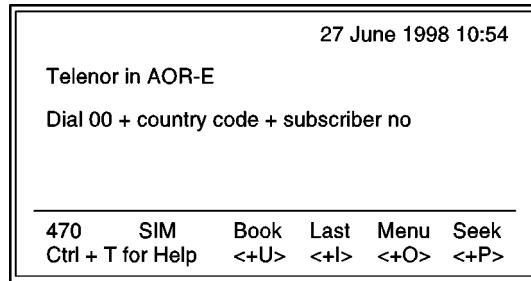 27 June 1998 10:54
Telenor in AOR-E
Dial 00 + country code + subscriber no
470 SIM Book Last Menu Seek
Ctrl + T for Help <+U> <+I> <+O> <+P>